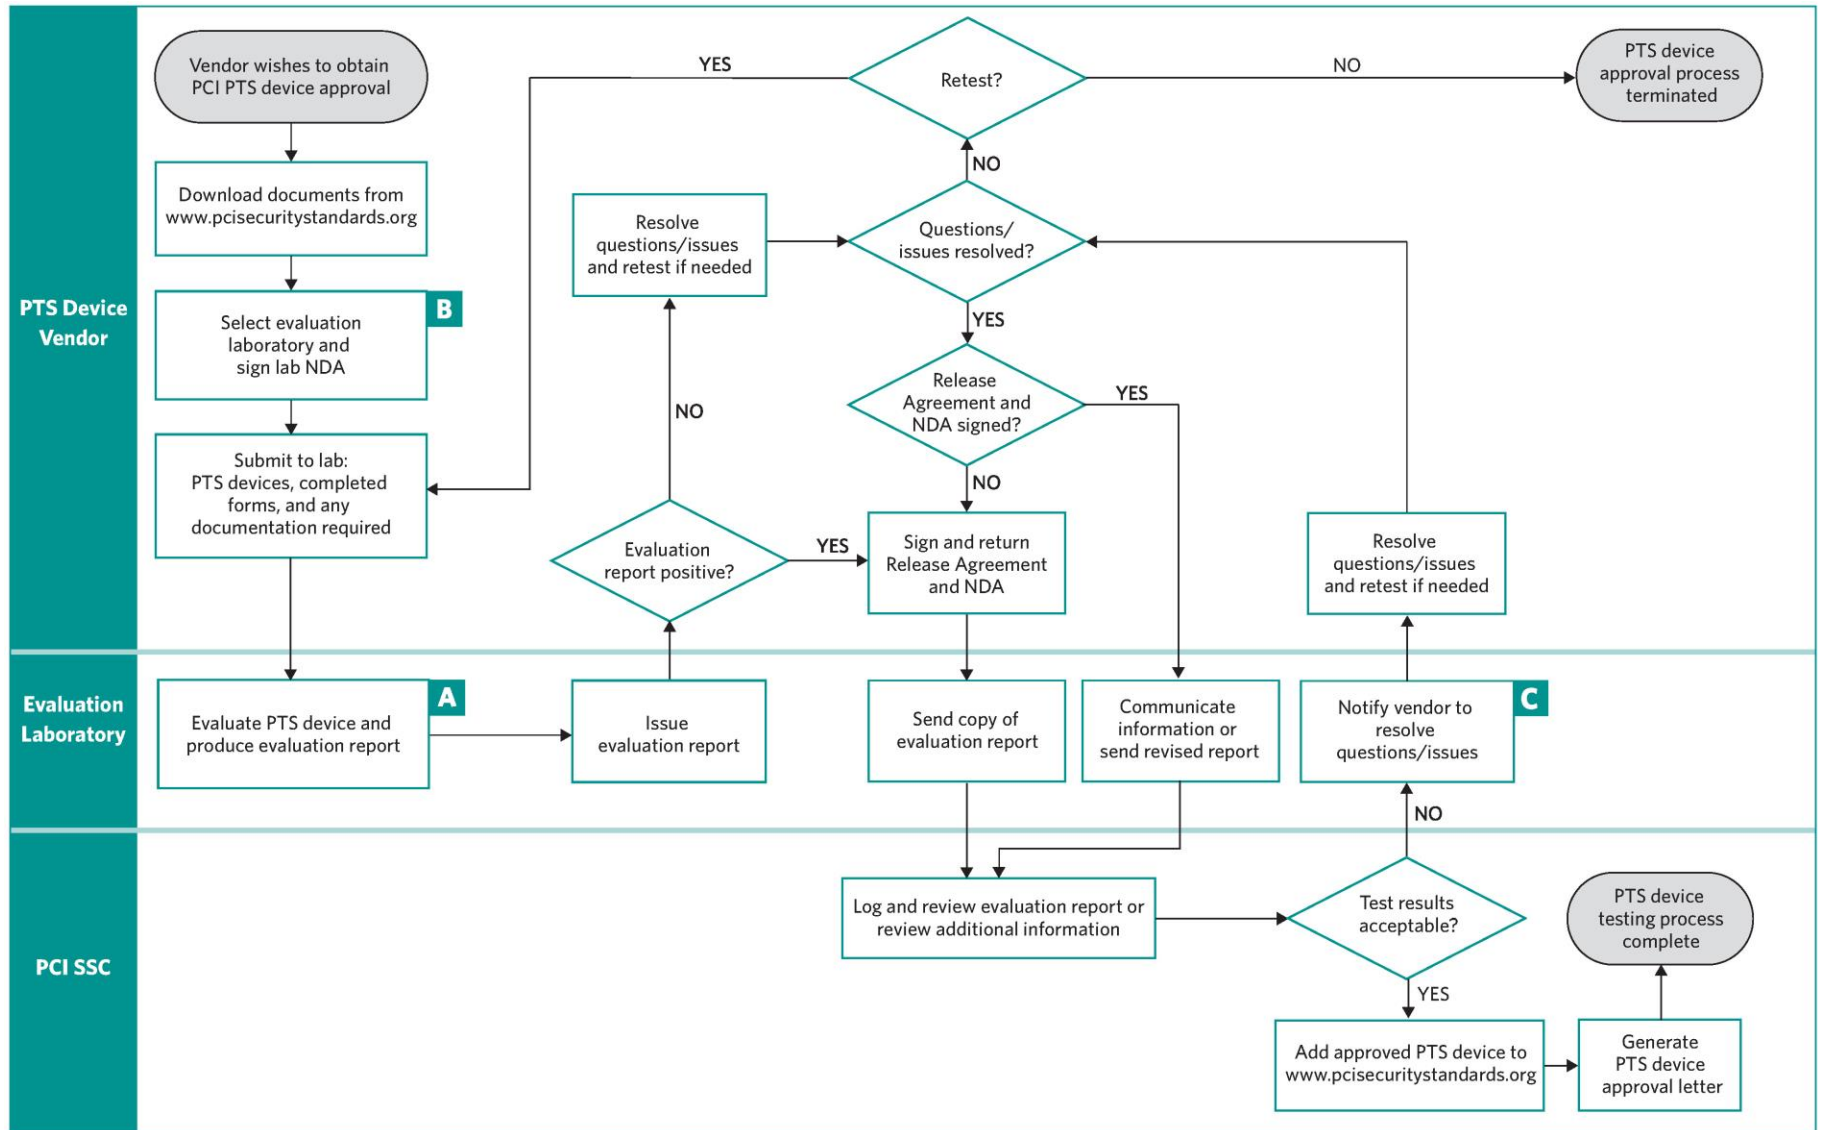 PTS Device
Vendor
Vendor wishes to obtain
PCI PTS device approval
Download documents from
www.pcisecuritystandards.org
Select evaluation
laboratory and
sign lab NDA
B
Submit to lab:
PTS devices, completed
forms, and any
documentation required
YES
Retest?
NO
PTS device
approval process
terminated
NO
Resolve
questions/issues
and retest if needed
Questions/
issues resolved?
YES
Release
Agreement and
NDA signed?
YES
NO
NO
Evaluation
report positive?
YES
Sign and return
Release Agreement
and NDA
Resolve
questions/issues
and retest if needed
Evaluation
Laboratory
Evaluate PTS device and
produce evaluation report
A
Issue
evaluation report
Send copy of
evaluation report
Communicate
information or
send revised report
Notify vendor to
resolve
questions/issues
C
NO
PCI SSC
Log and review evaluation report or
review additional information
Test results
acceptable?
PTS device
testing process
complete
YES
Add approved PTS device to
www.pcisecuritystandards.org
Generate
PTS device
approval letter